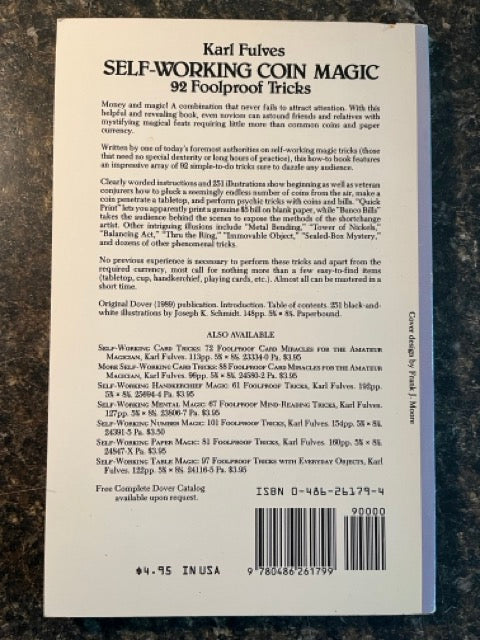 Karl Fulves
SELF-WORKING COIN MAGIC
92 Foolproof Tricks
Money and magic! A combination that never fails to attract attention. With this
helpful and revealing book, even novices can astound friends and relatives with
mystifying magical feats requiring little more than common coins and paper
currency.
Written by one of today's foremost authorities on self-working magic tricks (those
that need no special dexterity or long hours of practice), this how-to book features
an impressive array of 92 simple-to-do tricks sure to dazzle any audience.
Clearly worded instructions and 251 illustrations show beginning as well as veteran
conjurers how to pluck a seemingly endless number of coins from the air, make a
coin penetrate a tabletop, and perform psychic tricks with coins and bills. "Quick
Print" lets you apparently print a genuine $5 bill on blank paper, while "Bunco Bills"
takes the audience behind the scenes to expose the methods of the shortchange
artist. Other intriguing illusions include "Metal Bending," "Tower of Nickels,"
"Balancing Act," "Thru the Ring," "Immovable Object," "Sealed-Box Mystery,"
and dozens of other phenomenal tricks.
No previous experience is necessary to perform these tricks and apart from the
required currency, most call for nothing more than a few easy-to-find items
(tabletop, cup, handkerchief, playing cards, etc.). Almost all can be mastered in a
short time.
Original Dover (1989) publication. Introduction. Table of contents. 251 black-and-
white illustrations by Joseph K. Schmidt. 148pp. 5⅜ × 8½. Paperbound.
ALSO AVAILABLE
SELF-WORKING CARD TRICKS: 72 FOOLPROOF CARD MIRACLES FOR THE AMATEUR
MAGICIAN, Karl Fulves. 113pp. 5⅜ × 8½. 23334-0 Pa. $3.95
MORE SELF-WORKING CARD TRICKS: 88 FOOLPROOF CARD MIRACLES FOR THE AMATEUR
MAGICIAN, Karl Fulves. 96pp. 5⅜ × 8½. 24580-2 Pa. $3.95
SELF-WORKING HANDKERCHIEF MAGIC: 61 FOOLPROOF TRICKS, Karl Fulves. 192pp.
5⅜ × 8½. 25694-4 Pa. $3.95
SELF-WORKING MENTAL MAGIC: 67 FOOLPROOF MIND-READING TRICKS, Karl Fulves.
127pp. 5⅜ × 8½. 23806-7 Pa. $3.95
SELF-WORKING NUMBER MAGIC: 101 FOOLPROOF TRICKS, Karl Fulves. 154pp. 5⅜ × 8½.
24391-5 Pa. $3.50
SELF-WORKING PAPER MAGIC: 81 FOOLPROOF TRICKS, Karl Fulves. 160pp. 5⅜ × 8½.
24847-X Pa. $3.95
SELF-WORKING TABLE MAGIC: 97 FOOLPROOF TRICKS WITH EVERYDAY OBJECTS, Karl
Fulves. 122pp. 5⅜ × 8½. 24116-5 Pa. $3.95
Free Complete Dover Catalog
available upon request.
ISBN 0-486-26179-4
90000
9 780486 261799
$4.95 IN USA
Cover design by Frank J. Moore